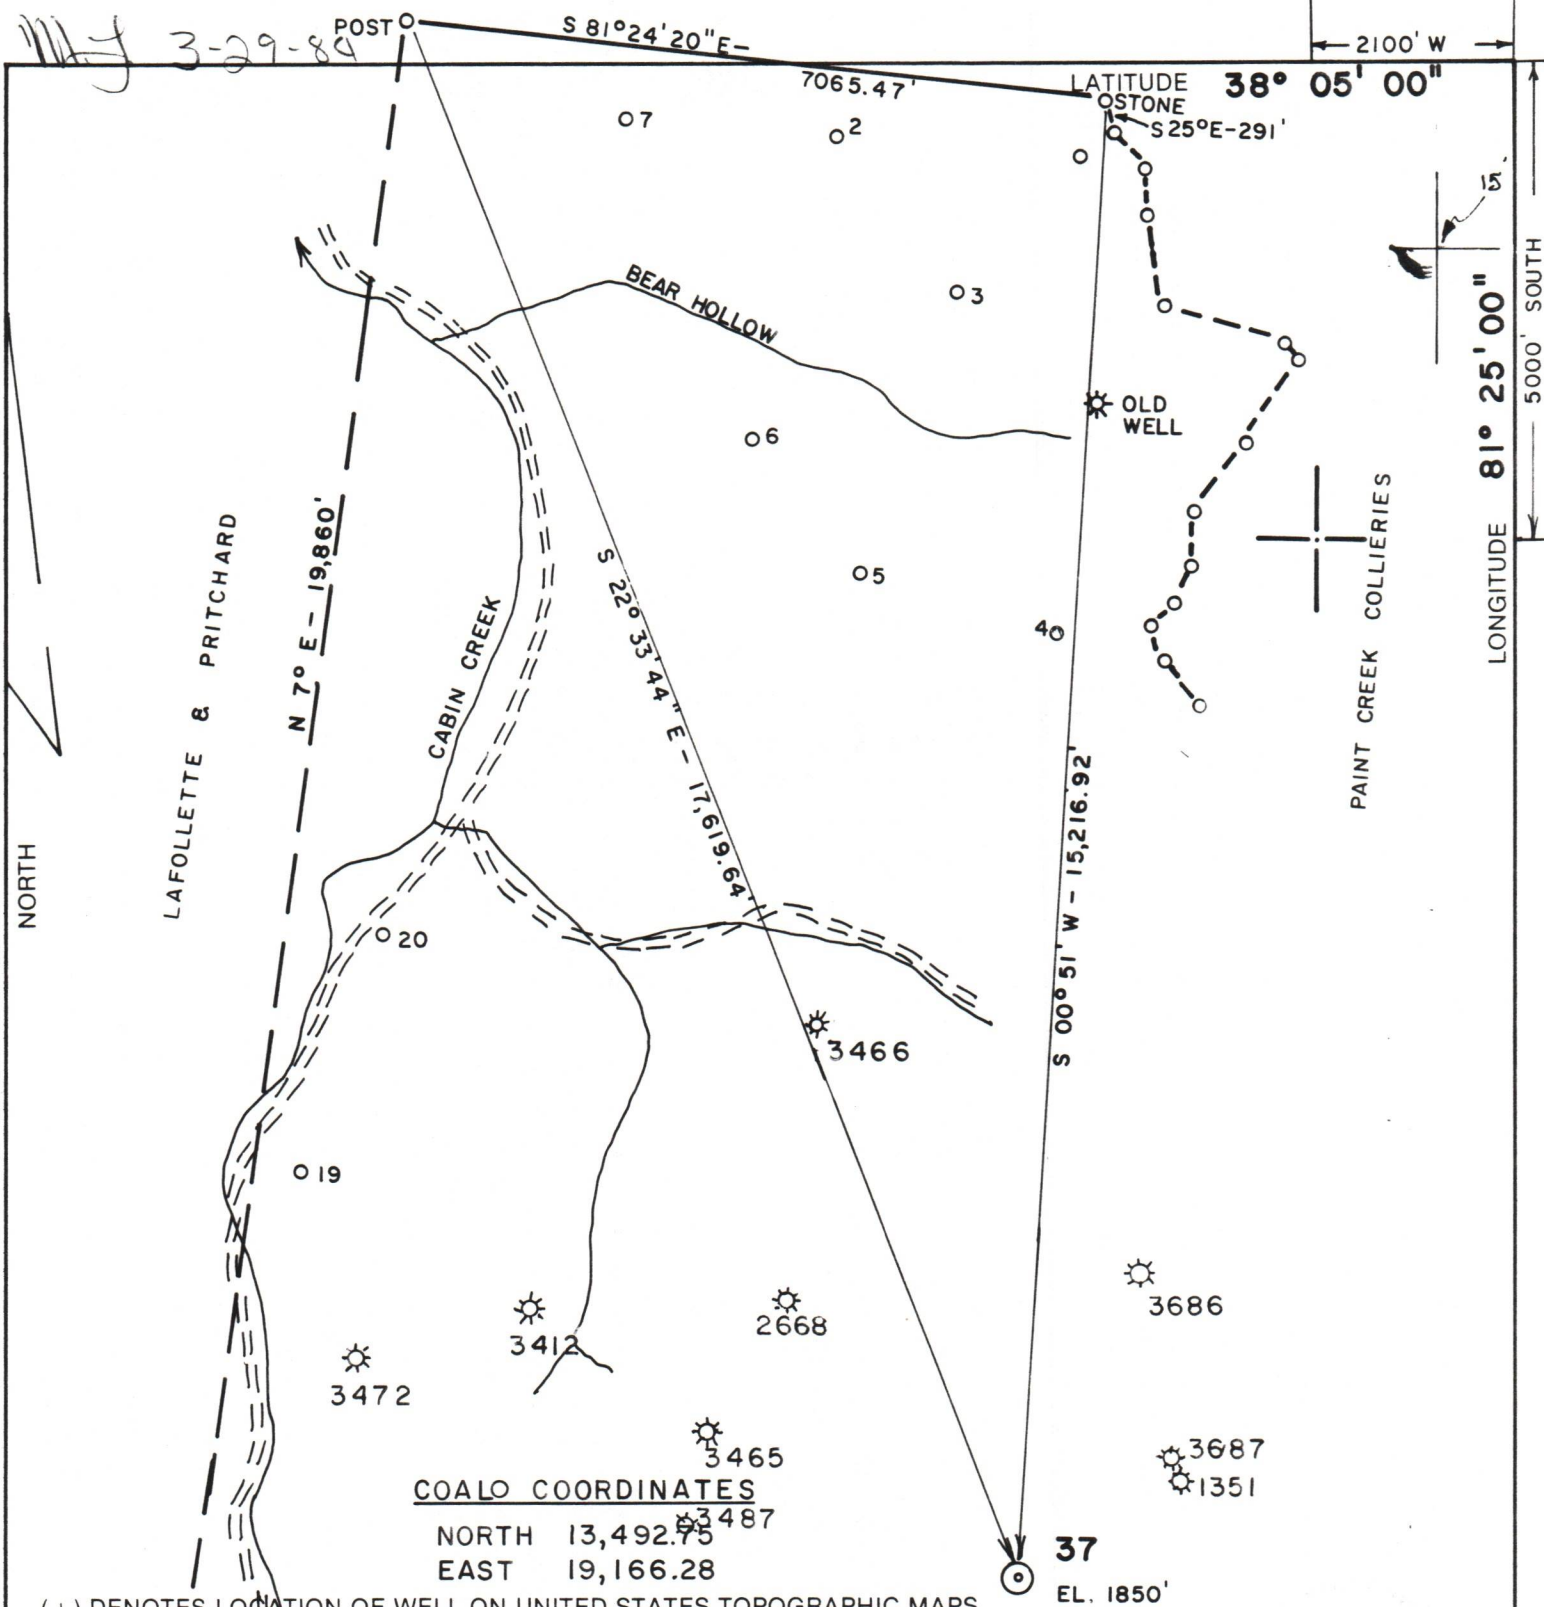 3-29-84
POST
S 81° 24' 20" E-
7065.47'
2100' W
LATITUDE 38° 05' 00"
STONE
S 25° E-291'
7
2
15.
BEAR HOLLOW
3
5000' SOUTH
LONGITUDE 81° 25' 00"
OLD
WELL
6
LAFOLLETTE & PRITCHARD
N 7° E - 19,860'
CABIN CREEK
S 22° 33' 44" E - 17,619.64'
5
4
PAINT CREEK COLLIERIES
S 00° 51' W - 15,216.92'
NORTH
20
3466
19
3686
3412
2668
3472
3465
3687
1351
COALO COORDINATES
3487
NORTH 13,492.75
EAST 19,166.28
37
EL. 1850'
(+) DENOTES LOCATION OF WELL ON UNITED STATES TOPOGRAPHIC MAPS